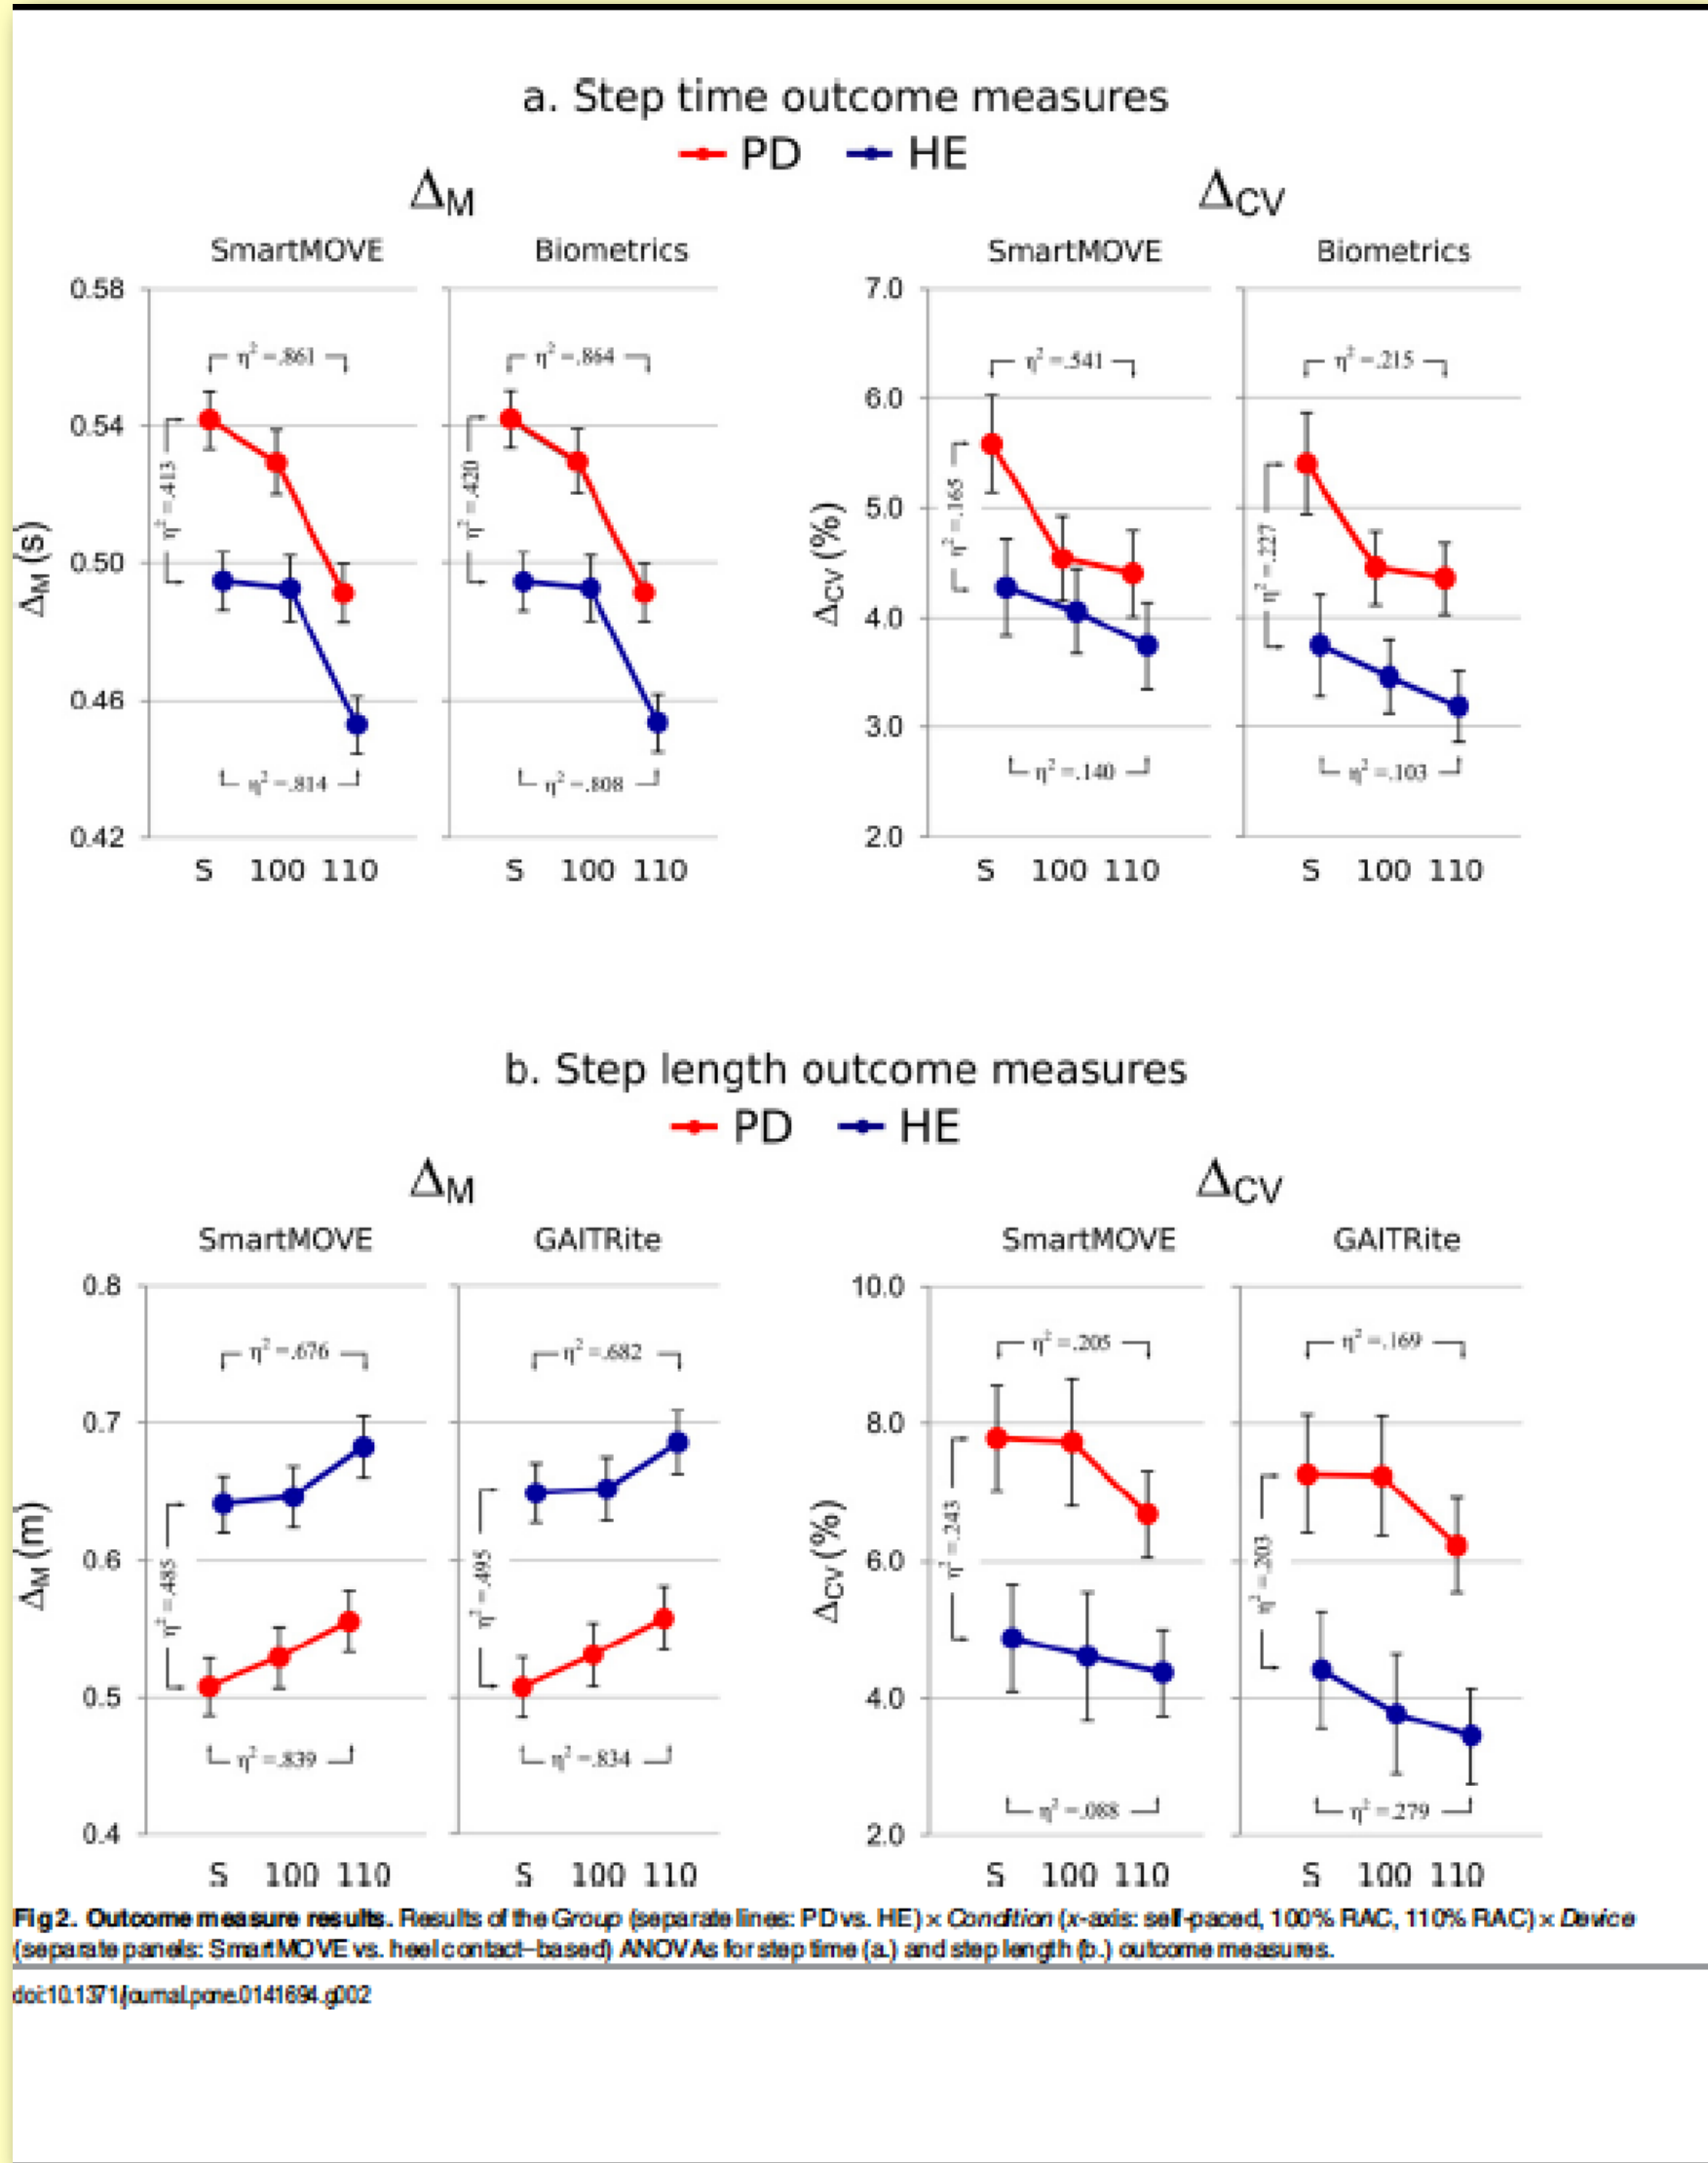 a. Step time outcome measures
PD HE
ΔM ΔCV
SmartMOVE Biometrics SmartMOVE Biometrics
0.58
0.54
0.50
0.46
0.42
ΔM (s)
η² =.861
η² =.413
η² =.814
η² =.864
η² =.420
η² =.808
S 100 110 S 100 110
7.0
6.0
5.0
4.0
3.0
2.0
ΔCV (%)
η² =.541
η² =.165
η² =.140
η² =.215
η² =.227
η² =.103
S 100 110 S 100 110
b. Step length outcome measures
PD HE
ΔM ΔCV
SmartMOVE GAITRite SmartMOVE GAITRite
0.8
0.7
0.6
0.5
0.4
ΔM (m)
η² =.676
η² =.485
η² =.839
η² =.682
η² =.495
η² =.834
S 100 110 S 100 110
10.0
8.0
6.0
4.0
2.0
ΔCV (%)
η² =.205
η² =.243
η² =.088
η² =.169
η² =.203
η² =.279
S 100 110 S 100 110
Fig 2. Outcome measure results. Results of the Group (separate lines: PD vs. HE) × Condition (x-axis: self-paced, 100% RAC, 110% RAC) × Device
(separate panels: SmartMOVE vs. heel contact–based) ANOVAs for step time (a.) and step length (b.) outcome measures.
doi:10.1371/journal.pone.0141694.g002